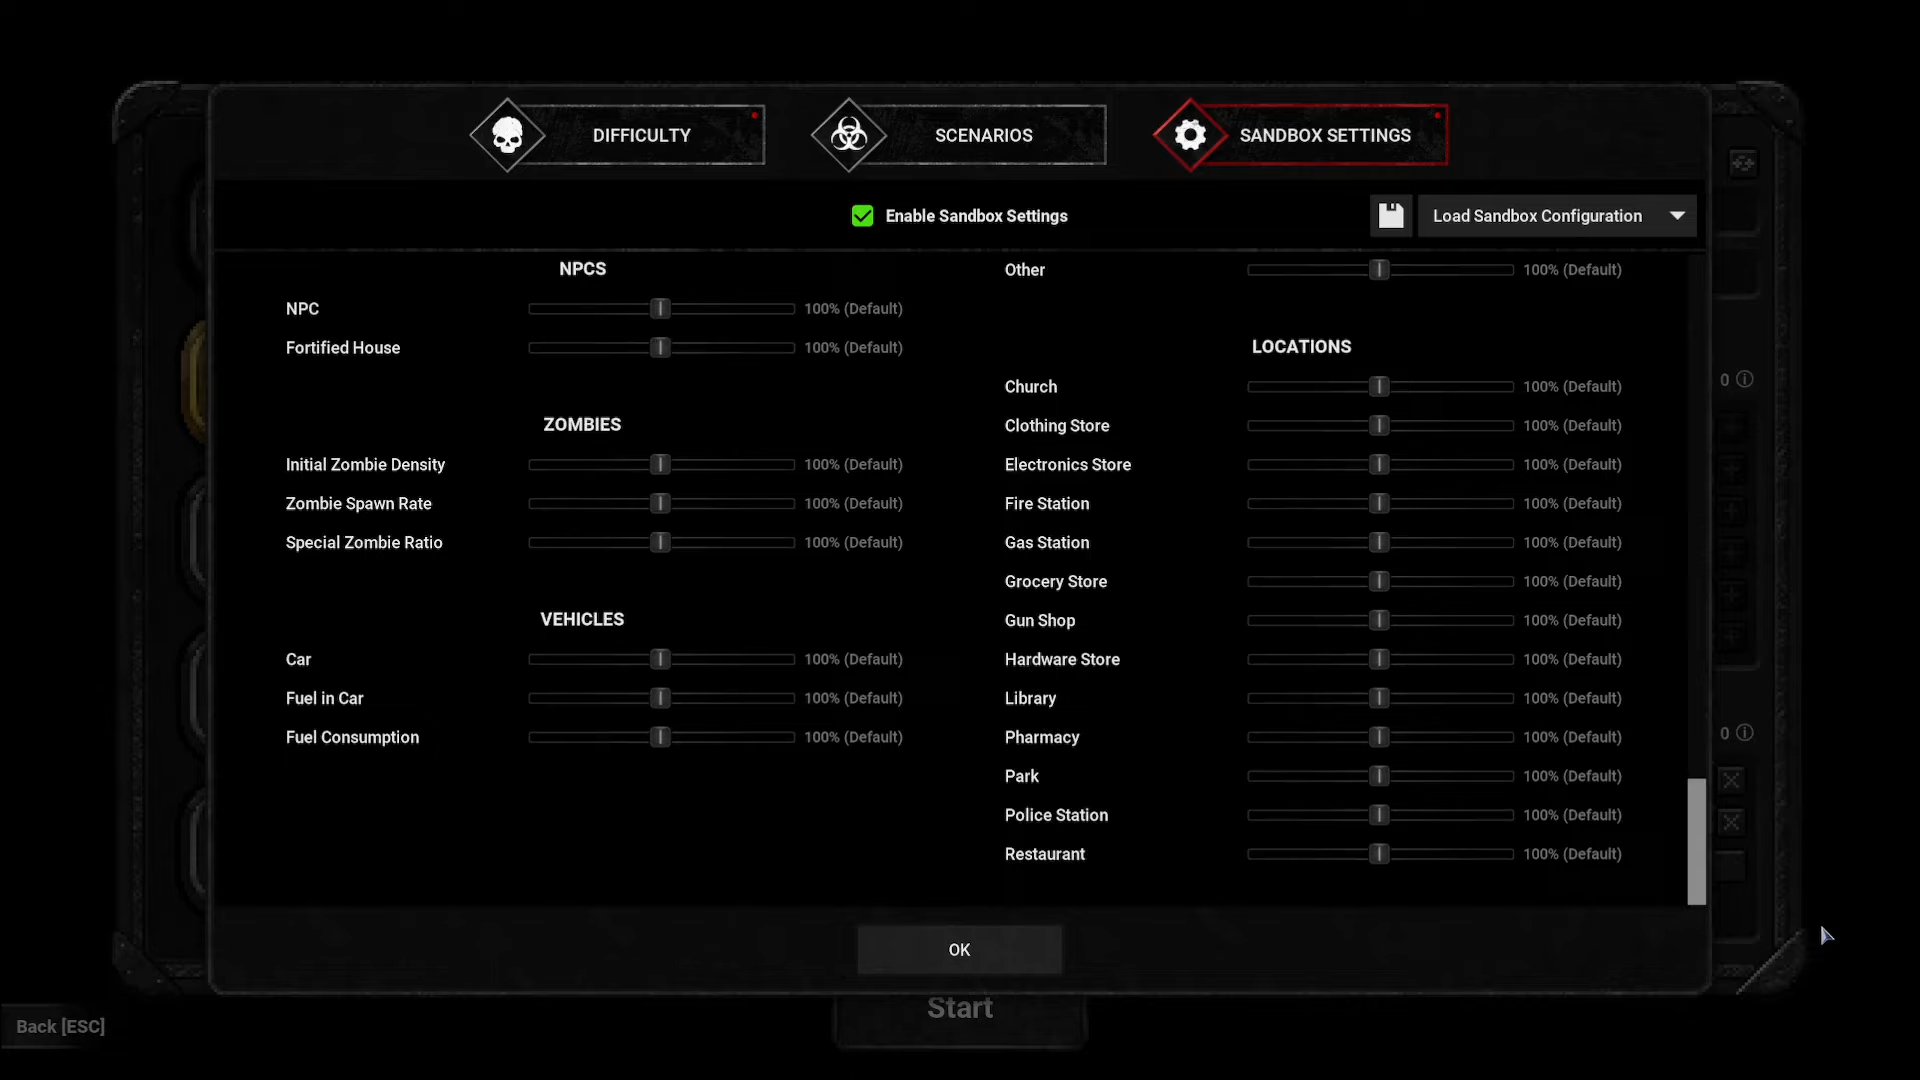 DIFFICULTY
SCENARIOS
SANDBOX SETTINGS
Enable Sandbox Settings
Load Sandbox Configuration
NPCS
NPC 100% (Default)
Fortified House 100% (Default)
ZOMBIES
Initial Zombie Density 100% (Default)
Zombie Spawn Rate 100% (Default)
Special Zombie Ratio 100% (Default)
VEHICLES
Car 100% (Default)
Fuel in Car 100% (Default)
Fuel Consumption 100% (Default)
Other 100% (Default)
LOCATIONS
Church 100% (Default)
Clothing Store 100% (Default)
Electronics Store 100% (Default)
Fire Station 100% (Default)
Gas Station 100% (Default)
Grocery Store 100% (Default)
Gun Shop 100% (Default)
Hardware Store 100% (Default)
Library 100% (Default)
Pharmacy 100% (Default)
Park 100% (Default)
Police Station 100% (Default)
Restaurant 100% (Default)
0
0
OK
Start
Back [ESC]